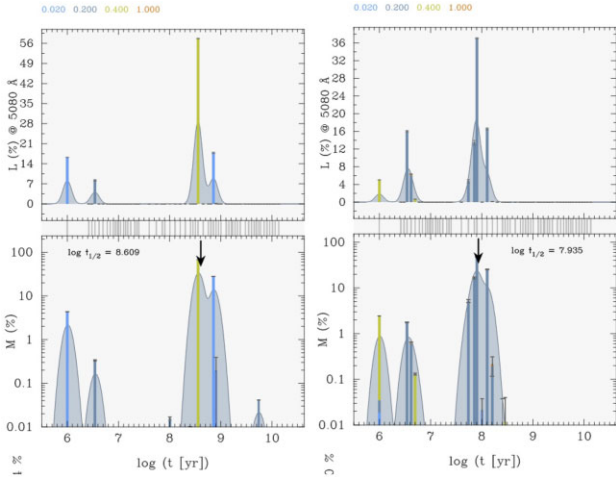 0.020 0.200 0.400 1.000
0.020 0.200 0.400 1.000
L (%) @ 5080 Å
56
49
42
35
28
21
14
7
0
L (%) @ 5080 Å
36
32
28
24
20
16
12
8
4
0
M (%)
100
10
1
0.1
0.01
log t1/2 = 8.609
6 7 8 9 10
log (t [yr])
M (%)
100
10
1
0.1
0.01
log t1/2 = 7.935
6 7 8 9 10
log (t [yr])
%
%